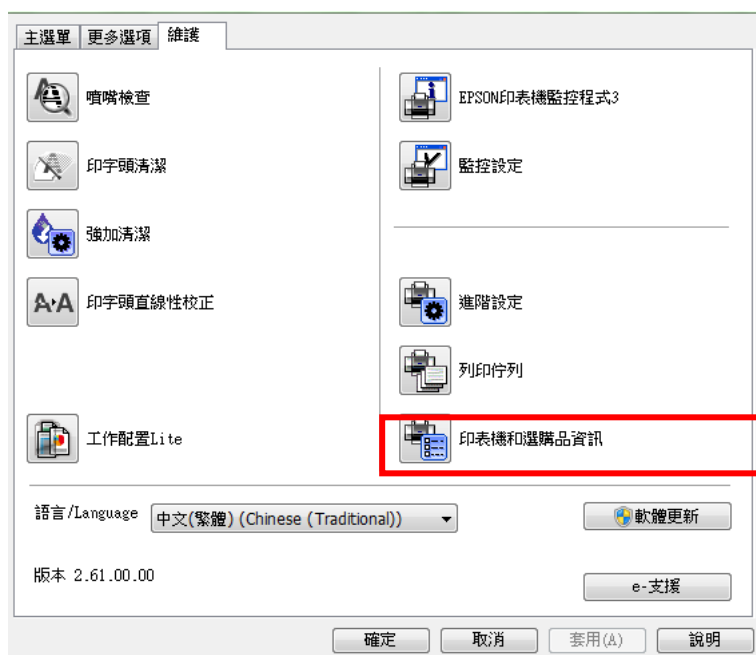 主選單 更多選項 維護
噴嘴檢查
印字頭清潔
強加清潔
A▸A 印字頭直線性校正
工作配置Lite
EPSON印表機監控程式3
監控設定
進階設定
列印佇列
印表機和選購品資訊
語言/Language 中文(繁體) (Chinese (Traditional))
軟體更新
版本 2.61.00.00
e-支援
確定 取消 套用(A) 說明